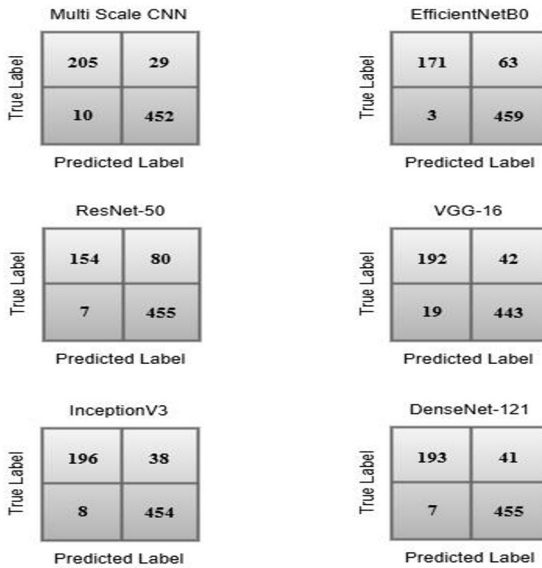 Multi Scale CNN
True Label
205 29
10 452
Predicted Label
EfficientNetB0
True Label
171 63
3 459
Predicted Label
ResNet-50
True Label
154 80
7 455
Predicted Label
VGG-16
True Label
192 42
19 443
Predicted Label
InceptionV3
True Label
196 38
8 454
Predicted Label
DenseNet-121
True Label
193 41
7 455
Predicted Label